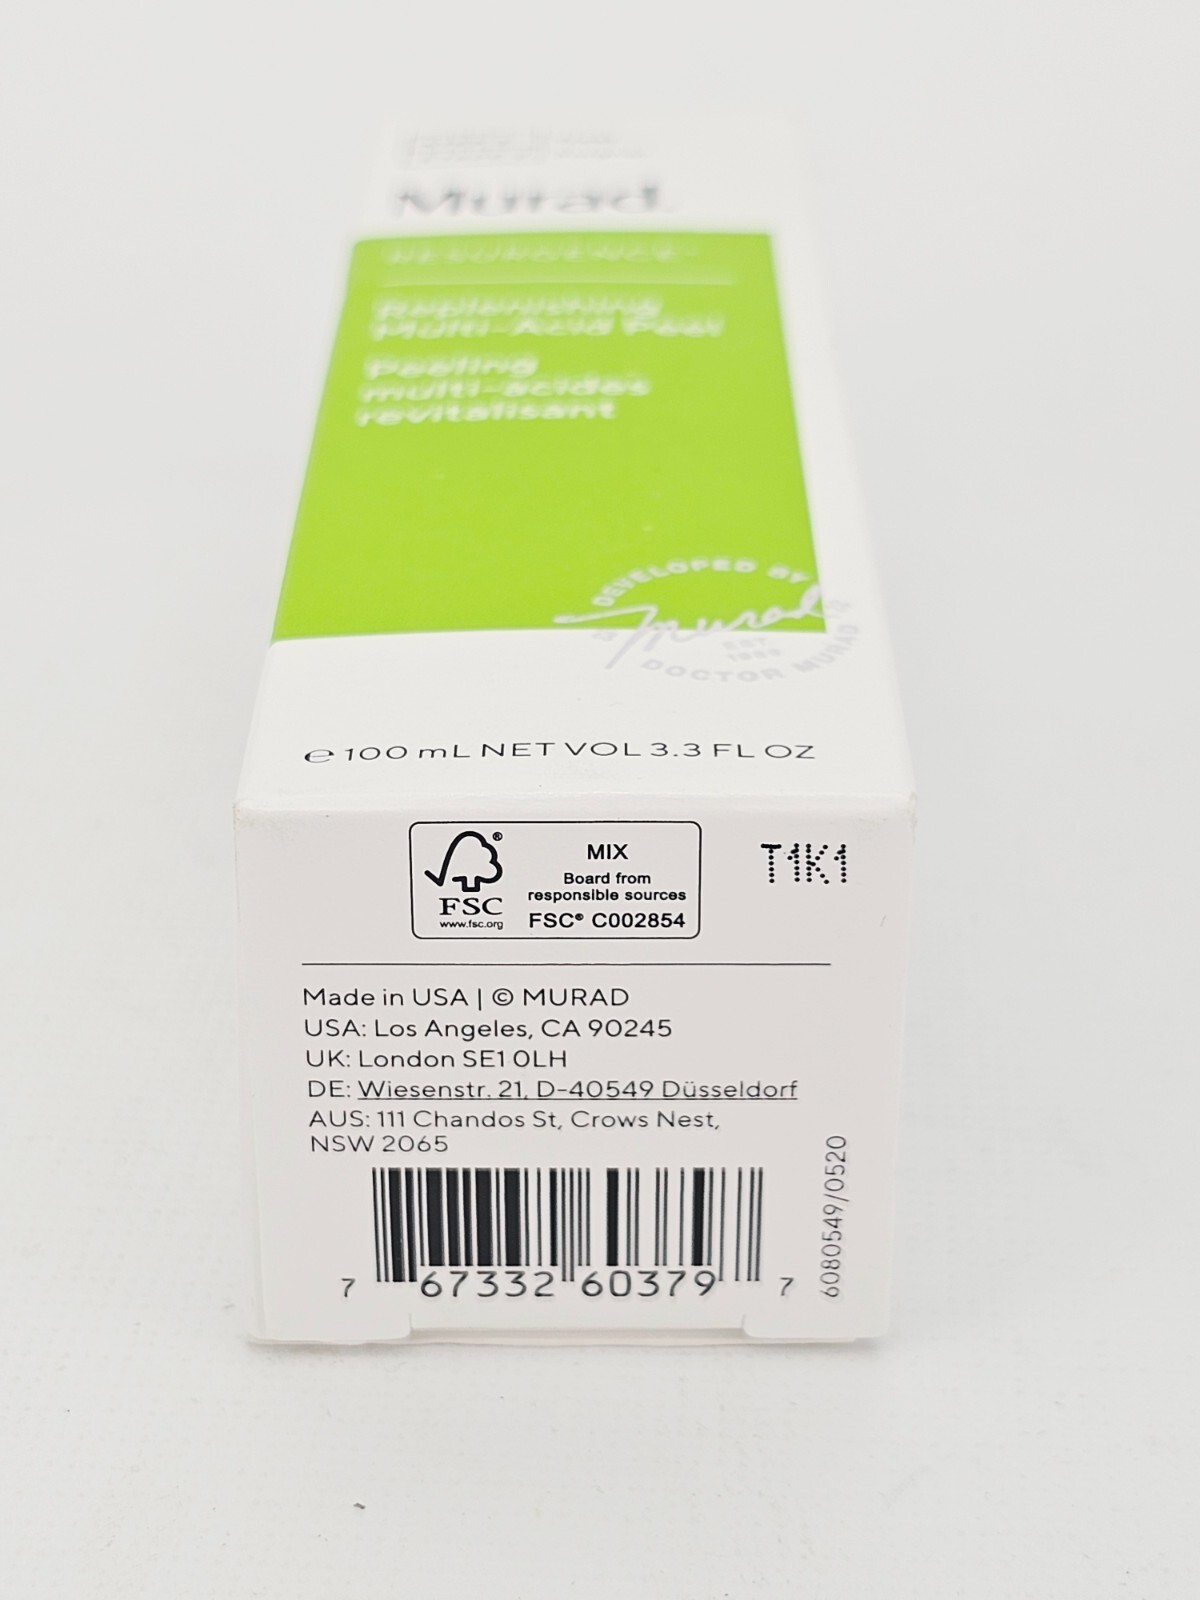 Murad.
RESURGENCE™
Replenishing
Multi-Acid Peel
Peeling
multi-acides
revitalisant
DEVELOPED BY
Murad
EST.
1989
DOCTOR MURAD
℮ 100 mL NET VOL 3.3 FL OZ
FSC®
www.fsc.org
MIX
Board from
responsible sources
FSC® C002854
T1K1
Made in USA | © MURAD
USA: Los Angeles, CA 90245
UK: London SE1 0LH
DE: Wiesenstr. 21, D-40549 Düsseldorf
AUS: 111 Chandos St, Crows Nest,
NSW 2065
7 67332 60379 7
6080549/0520